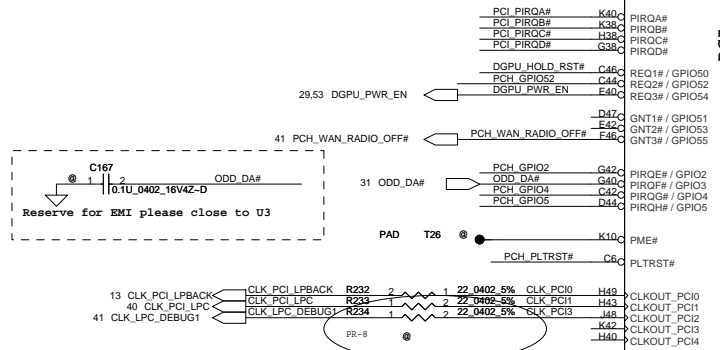 PCI_PIRQA# K40 PIRQA#
PCI_PIRQB# K38 PIRQB#
PCI_PIRQC# H38 PIRQC#
PCI_PIRQD# G38 PIRQD#
DGPU_HOLD_RST# C46 REQ1# / GPIO50
PCH_GPIO52 C44 REQ2# / GPIO52
29,53 DGPU_PWR_EN DGPU_PWR_EN E40 REQ3# / GPIO54
D47 GNT1# / GPIO51
E42 GNT2# / GPIO53
41 PCH_WAN_RADIO_OFF# PCH_WAN_RADIO_OFF# F46 GNT3# / GPIO55
C167
@ 1 2 ODD_DA#
0.1U_0402_16V4Z~D
Reserve for EMI please close to U3
PCH_GPIO2 G42 PIRQE# / GPIO2
31 ODD_DA# ODD_DA# G40 PIRQF# / GPIO3
PCH_GPIO4 C42 PIRQG# / GPIO4
PCH_GPIO5 D44 PIRQH# / GPIO5
PAD T26 @ K10 PME#
PCH_PLTRST# C6 PLTRST#
13 CLK_PCI_LPBACK CLK_PCI_LPBACK R232 2 1 22_0402_5% CLK_PCI0 H49 CLKOUT_PCI0
40 CLK_PCI_LPC CLK_PCI_LPC R233 1 2 22_0402_5% CLK_PCI1 H43 CLKOUT_PCI1
41 CLK_LPC_DEBUG1 CLK_LPC_DEBUG1 R234 1 2 22_0402_5% CLK_PCI3 J48 CLKOUT_PCI2
K42 CLKOUT_PCI3
H40 CLKOUT_PCI4
PR-8 @